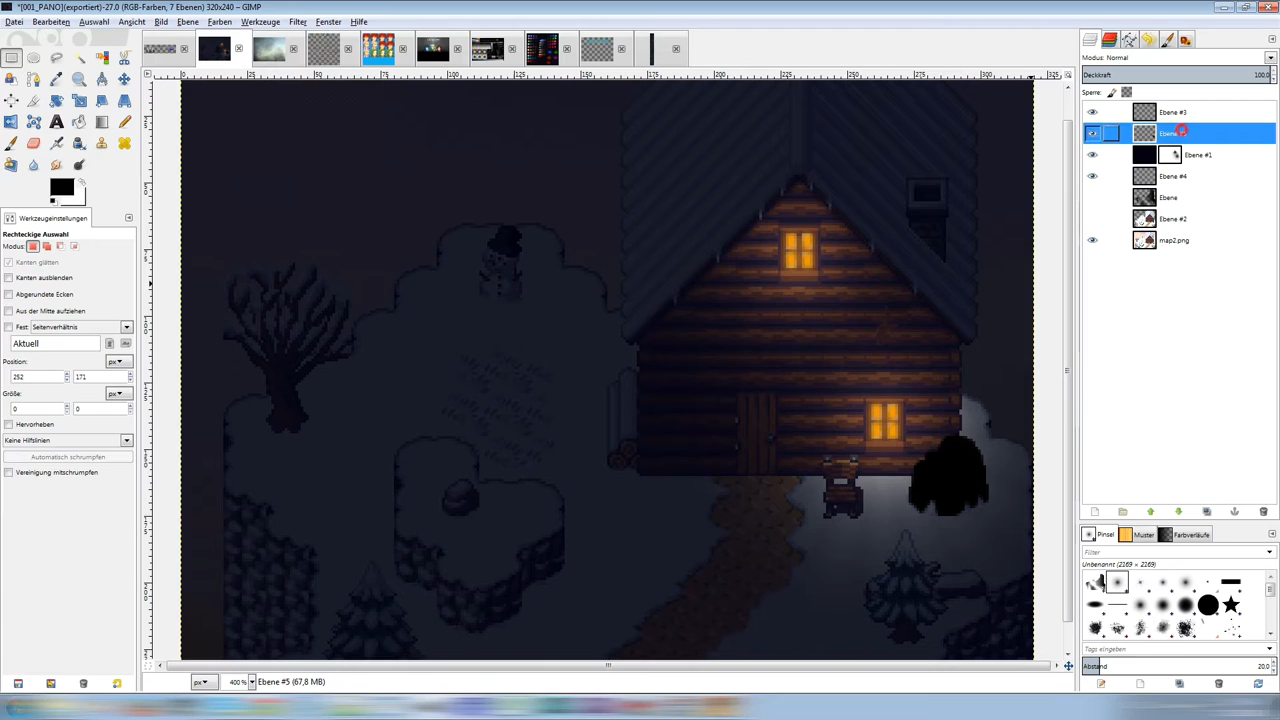 *[001_PANO](exportiert)-27.0 (RGB-Farben, 7 Ebenen) 320x240 – GIMP
Datei Bearbeiten Auswahl Ansicht Bild Ebene Farben Werkzeuge Filter Fenster Hilfe
Modus: Normal
Deckkraft 100.0
Sperre:
Ebene #3
Ebene
Ebene #1
Ebene #4
Ebene
Ebene #2
map2.png
Werkzeugeinstellungen
Rechteckige Auswahl
Modus:
Kanten glätten
Kanten ausblenden
Abgerundete Ecken
Aus der Mitte aufziehen
Fest: Seitenverhältnis
Aktuell
Position: px
252 171
Größe: px
0 0
Hervorheben
Keine Hilfslinien
Automatisch schrumpfen
Vereinigung mitschrumpfen
Pinsel Muster Farbverläufe
Filter
Unbenannt (2169 × 2169)
Tags eingeben
Abstand 20.0
px 400 % Ebene #5 (67,8 MB)